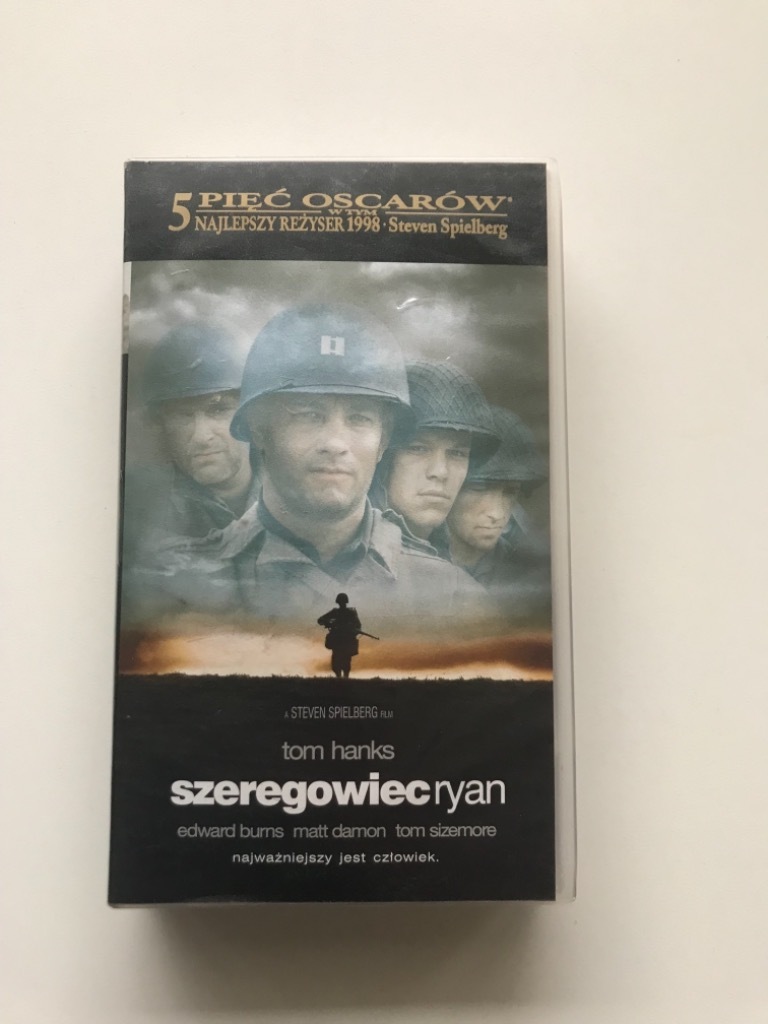 5 PIĘĆ OSCARÓW®
W TYM
NAJLEPSZY REŻYSER 1998 · Steven Spielberg
A STEVEN SPIELBERG FILM
tom hanks
szeregowiec ryan
edward burns matt damon tom sizemore
najważniejszy jest człowiek.